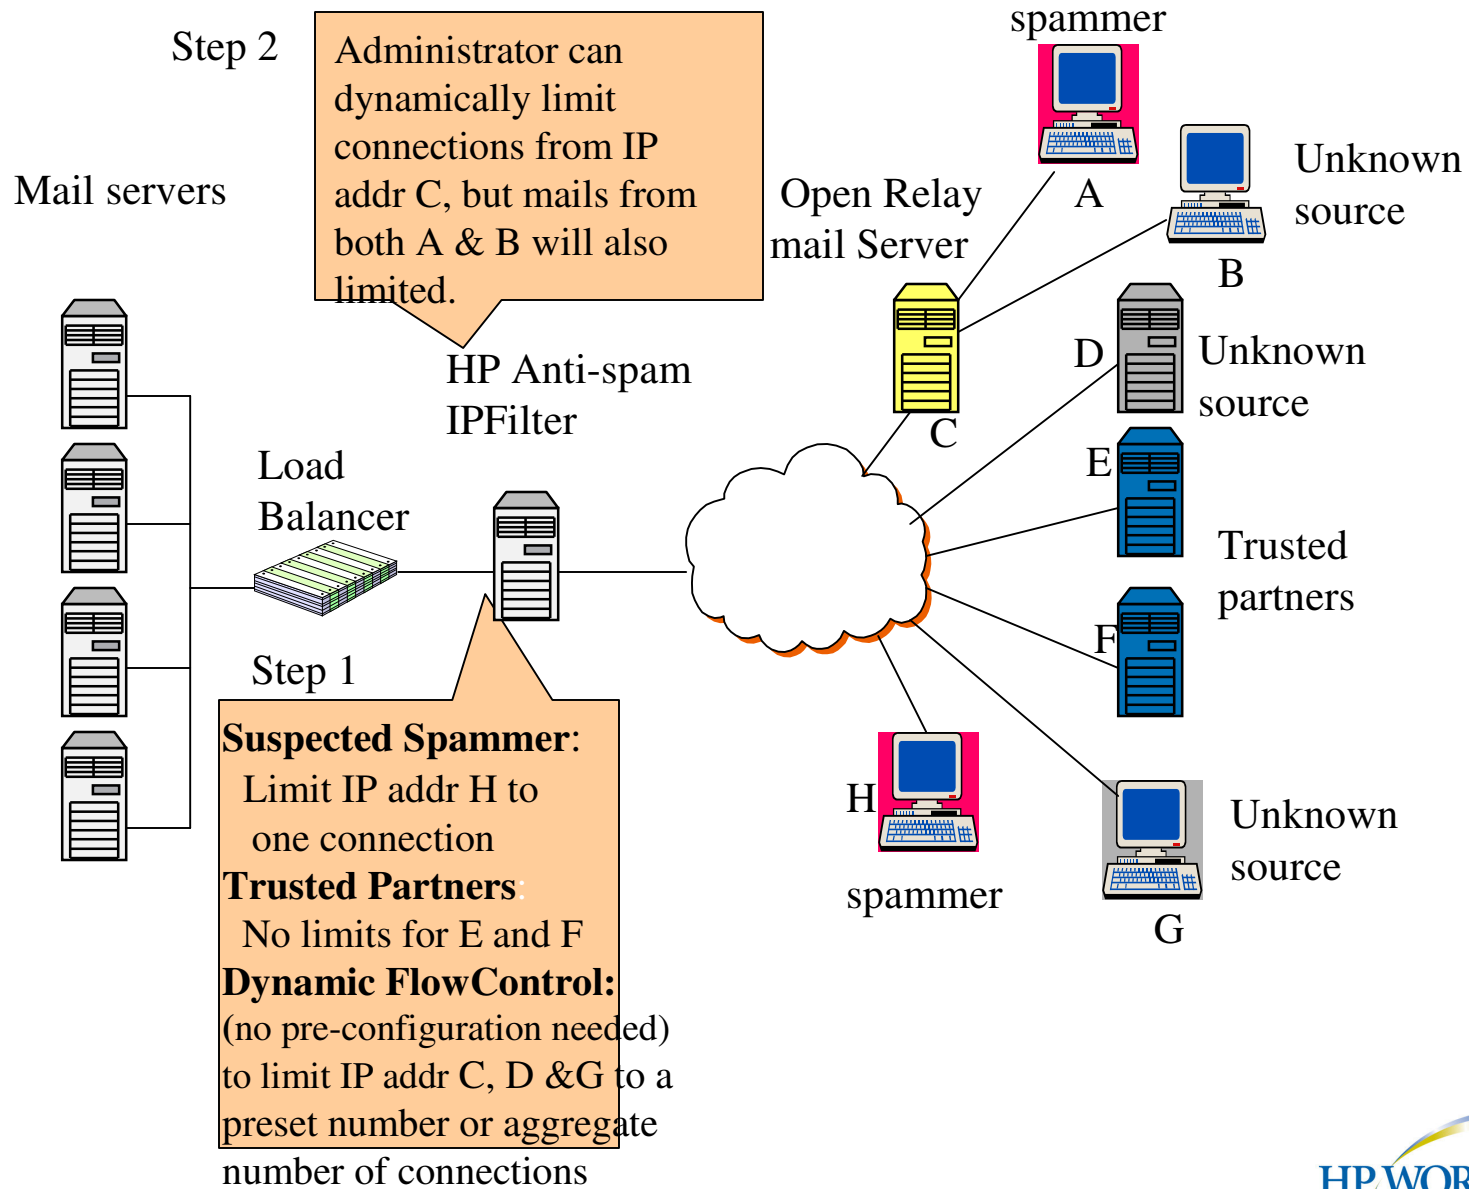 Step 2
Administrator can
dynamically limit
connections from IP
addr C, but mails from
both A & B will also
limited.
spammer
A
Unknown
source
B
Mail servers
Open Relay
mail Server
C
D
Unknown
source
HP Anti-spam
IPFilter
Load
Balancer
E
Trusted
partners
F
Step 1
Suspected Spammer:
Limit IP addr H to
one connection
Trusted Partners:
No limits for E and F
Dynamic FlowControl:
(no pre-configuration needed)
to limit IP addr C, D &G to a
preset number or aggregate
number of connections
H
spammer
Unknown
source
G
HP WOR